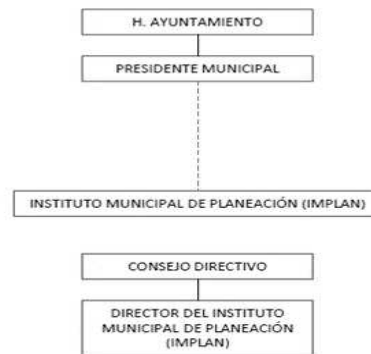 H. AYUNTAMIENTO
PRESIDENTE MUNICIPAL
INSTITUTO MUNICIPAL DE PLANEACIÓN (IMPLAN)
CONSEJO DIRECTIVO
DIRECTOR DEL INSTITUTO
MUNICIPAL DE PLANEACIÓN
(IMPLAN)